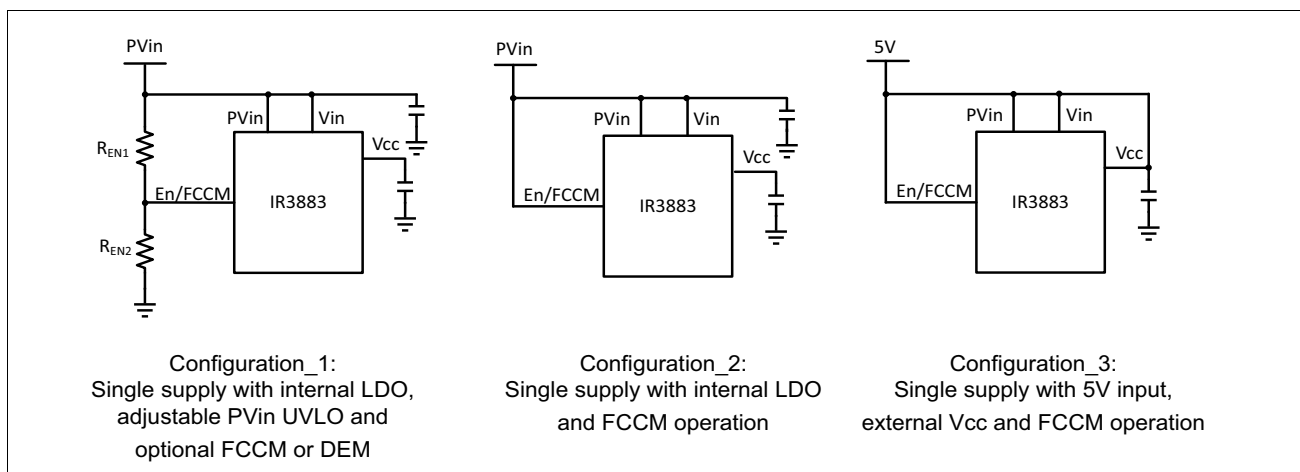 PVin
PVin
Vin
R_EN1
Vcc
En/FCCM
IR3883
R_EN2
Configuration_1:
Single supply with internal LDO,
adjustable PVin UVLO and
optional FCCM or DEM
PVin
PVin
Vin
Vcc
En/FCCM
IR3883
Configuration_2:
Single supply with internal LDO
and FCCM operation
5V
PVin
Vin
Vcc
En/FCCM
IR3883
Configuration_3:
Single supply with 5V input,
external Vcc and FCCM operation